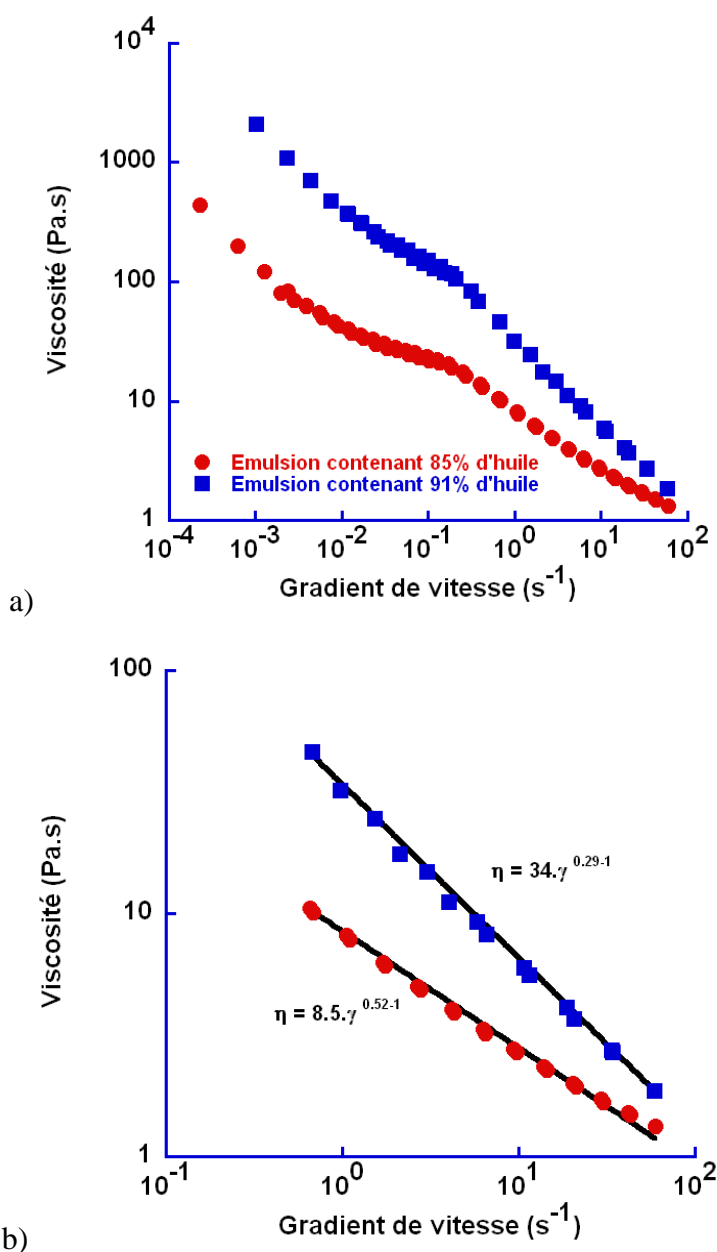 10^4
1000
100
10
1
Viscosité (Pa.s)
Emulsion contenant 85% d'huile
Emulsion contenant 91% d'huile
10^-4 10^-3 10^-2 10^-1 10^0 10^1 10^2
Gradient de vitesse (s^-1)
a)
100
10
1
Viscosité (Pa.s)
η = 34.γ^0.29-1
η = 8.5.γ^0.52-1
10^-1 10^0 10^1 10^2
Gradient de vitesse (s^-1)
b)